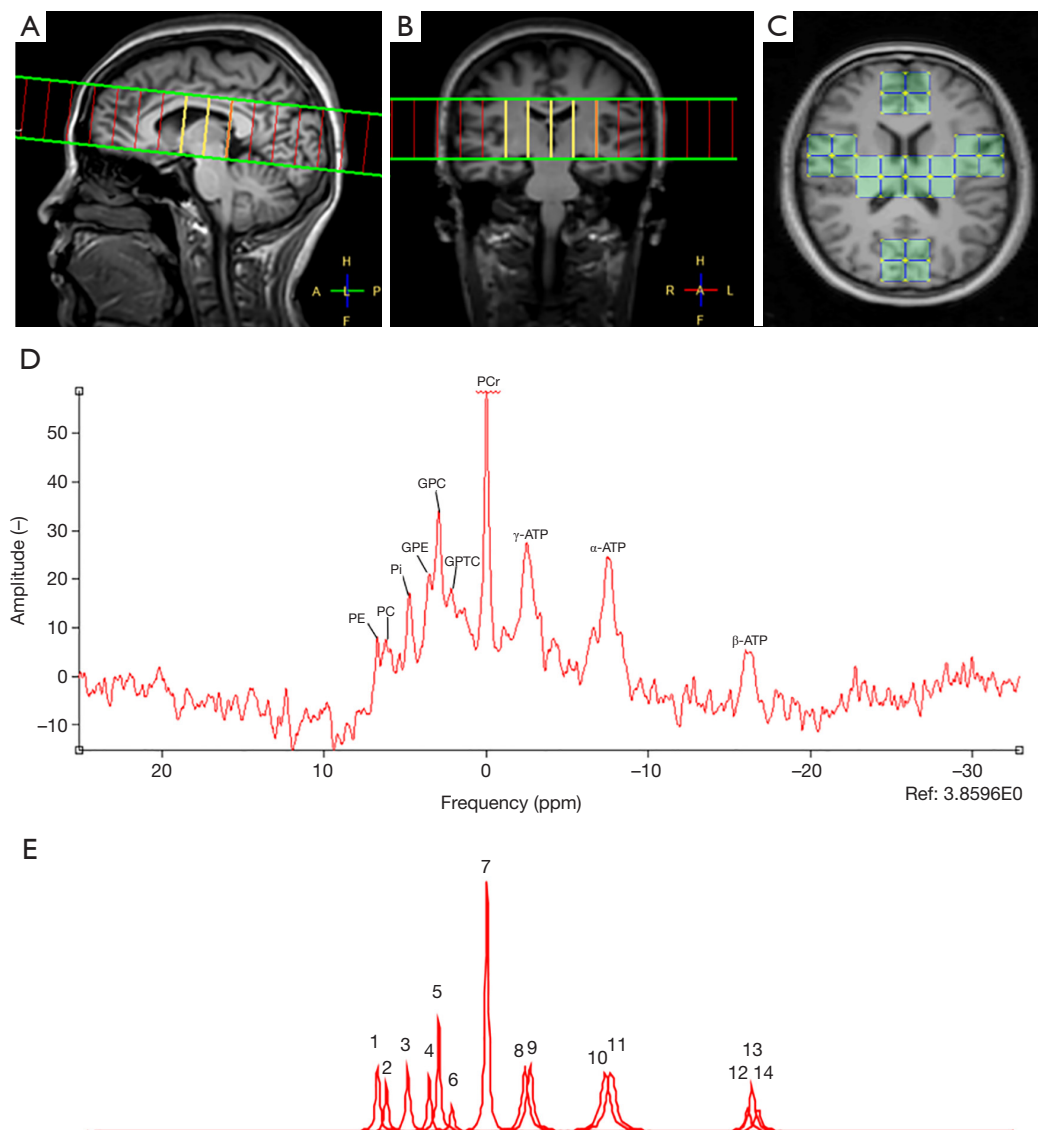 A
B
C
H
A L P
F
H
R A L
F
D
PCr
50
40
30
20
10
0
−10
Amplitude (–)
GPC
γ-ATP
α-ATP
GPE
GPTC
Pi
PE
PC
β-ATP
20
10
0
−10
−20
−30
Frequency (ppm)
Ref: 3.8596E0
E
7
5
1
3
8 9
10 11
13
2
4
6
12 14